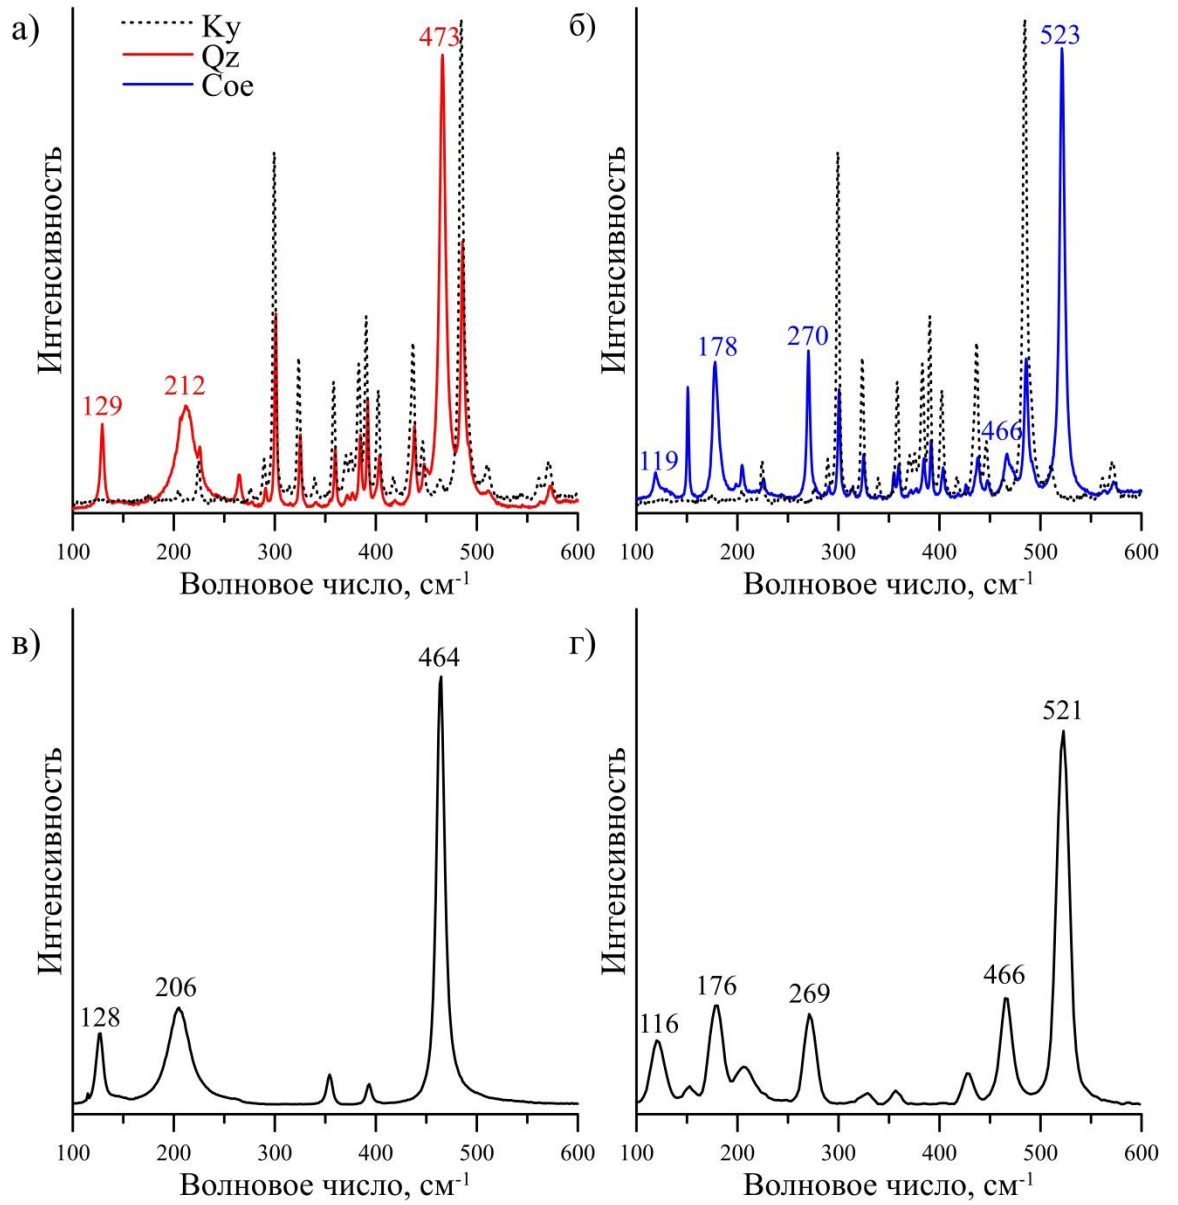 а)
Ky
Qz
Coe
473
212
129
Интенсивность
100 200 300 400 500 600
Волновое число, см-1
б)
523
270
178
466
119
Интенсивность
100 200 300 400 500 600
Волновое число, см-1
в)
464
206
128
Интенсивность
100 200 300 400 500 600
Волновое число, см-1
г)
521
466
176
269
116
Интенсивность
100 200 300 400 500 600
Волновое число, см-1